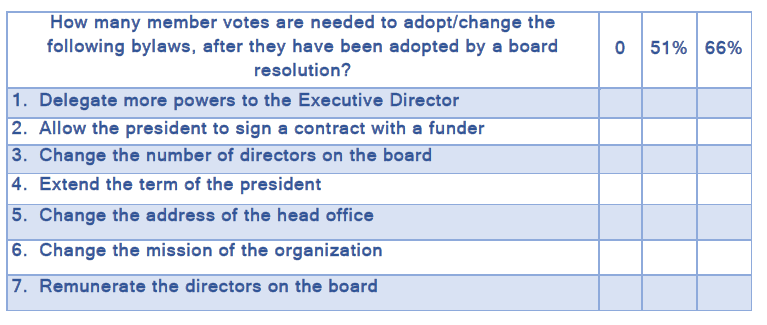 How many member votes are needed to adopt/change the
following bylaws, after they have been adopted by a board
resolution?
0 51% 66%
1. Delegate more powers to the Executive Director
2. Allow the president to sign a contract with a funder
3. Change the number of directors on the board
4. Extend the term of the president
5. Change the address of the head office
6. Change the mission of the organization
7. Remunerate the directors on the board